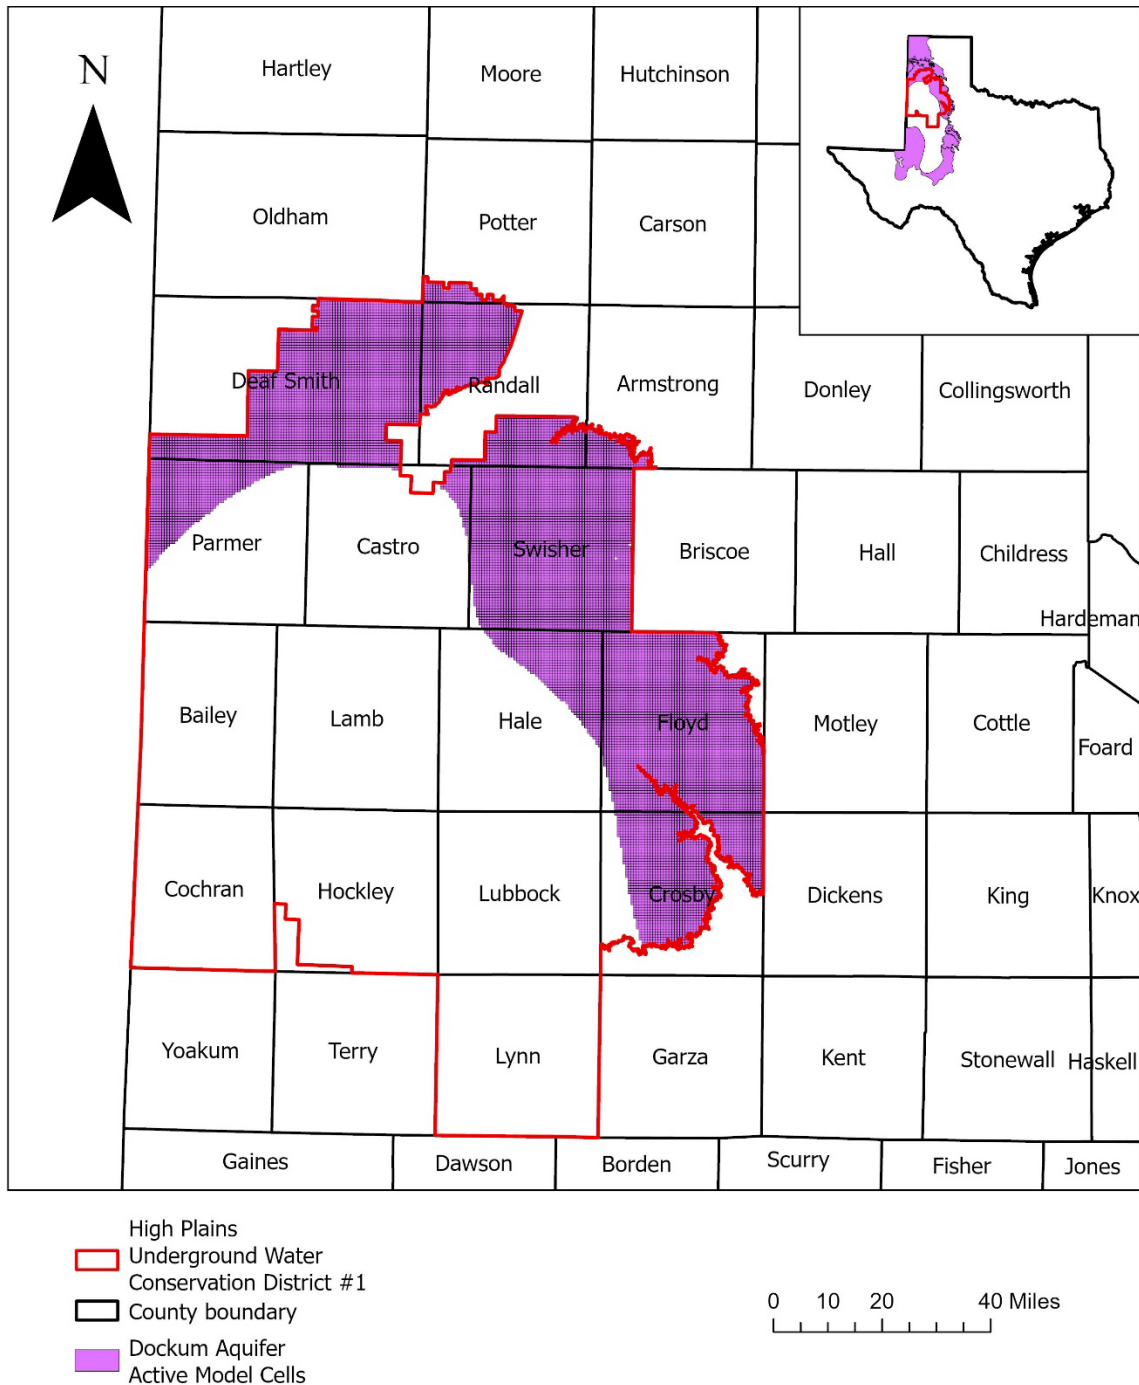 N
Hartley
Moore
Hutchinson
Oldham
Potter
Carson
Deaf Smith
Randall
Armstrong
Donley
Collingsworth
Parmer
Castro
Swisher
Briscoe
Hall
Childress
Hardeman
Bailey
Lamb
Hale
Floyd
Motley
Cottle
Foard
Cochran
Hockley
Lubbock
Crosby
Dickens
King
Knox
Yoakum
Terry
Lynn
Garza
Kent
Stonewall
Haskell
Gaines
Dawson
Borden
Scurry
Fisher
Jones
High Plains
Underground Water
Conservation District #1
County boundary
Dockum Aquifer
Active Model Cells
0 10 20 40 Miles